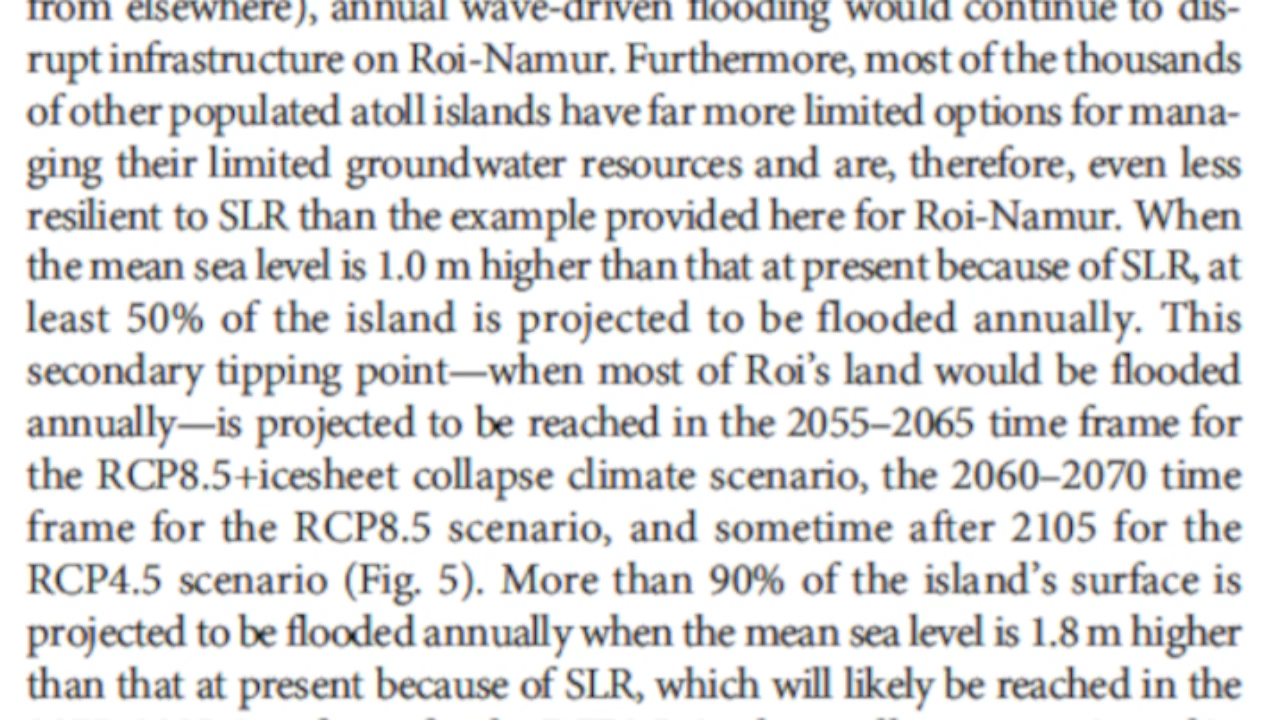 from elsewhere), annual wave-driven flooding would continue to dis-
rupt infrastructure on Roi-Namur. Furthermore, most of the thousands
of other populated atoll islands have far more limited options for mana-
ging their limited groundwater resources and are, therefore, even less
resilient to SLR than the example provided here for Roi-Namur. When
the mean sea level is 1.0 m higher than that at present because of SLR, at
least 50% of the island is projected to be flooded annually. This
secondary tipping point—when most of Roi’s land would be flooded
annually—is projected to be reached in the 2055–2065 time frame for
the RCP8.5+icesheet collapse climate scenario, the 2060–2070 time
frame for the RCP8.5 scenario, and sometime after 2105 for the
RCP4.5 scenario (Fig. 5). More than 90% of the island’s surface is
projected to be flooded annually when the mean sea level is 1.8 m higher
than that at present because of SLR, which will likely be reached in the